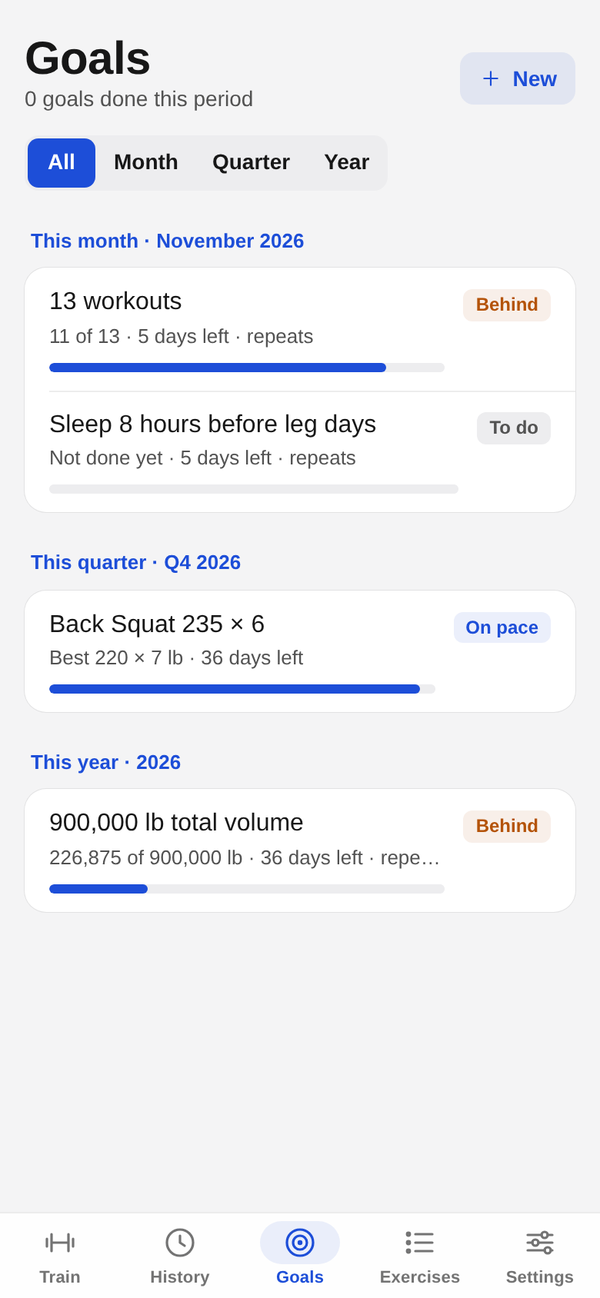 Goals
0 goals done this period
+ New
All Month Quarter Year
This month · November 2026
13 workouts
Behind
11 of 13 · 5 days left · repeats
Sleep 8 hours before leg days
To do
Not done yet · 5 days left · repeats
This quarter · Q4 2026
Back Squat 235 × 6
On pace
Best 220 × 7 lb · 36 days left
This year · 2026
900,000 lb total volume
Behind
226,875 of 900,000 lb · 36 days left · repe…
Train History Goals Exercises Settings